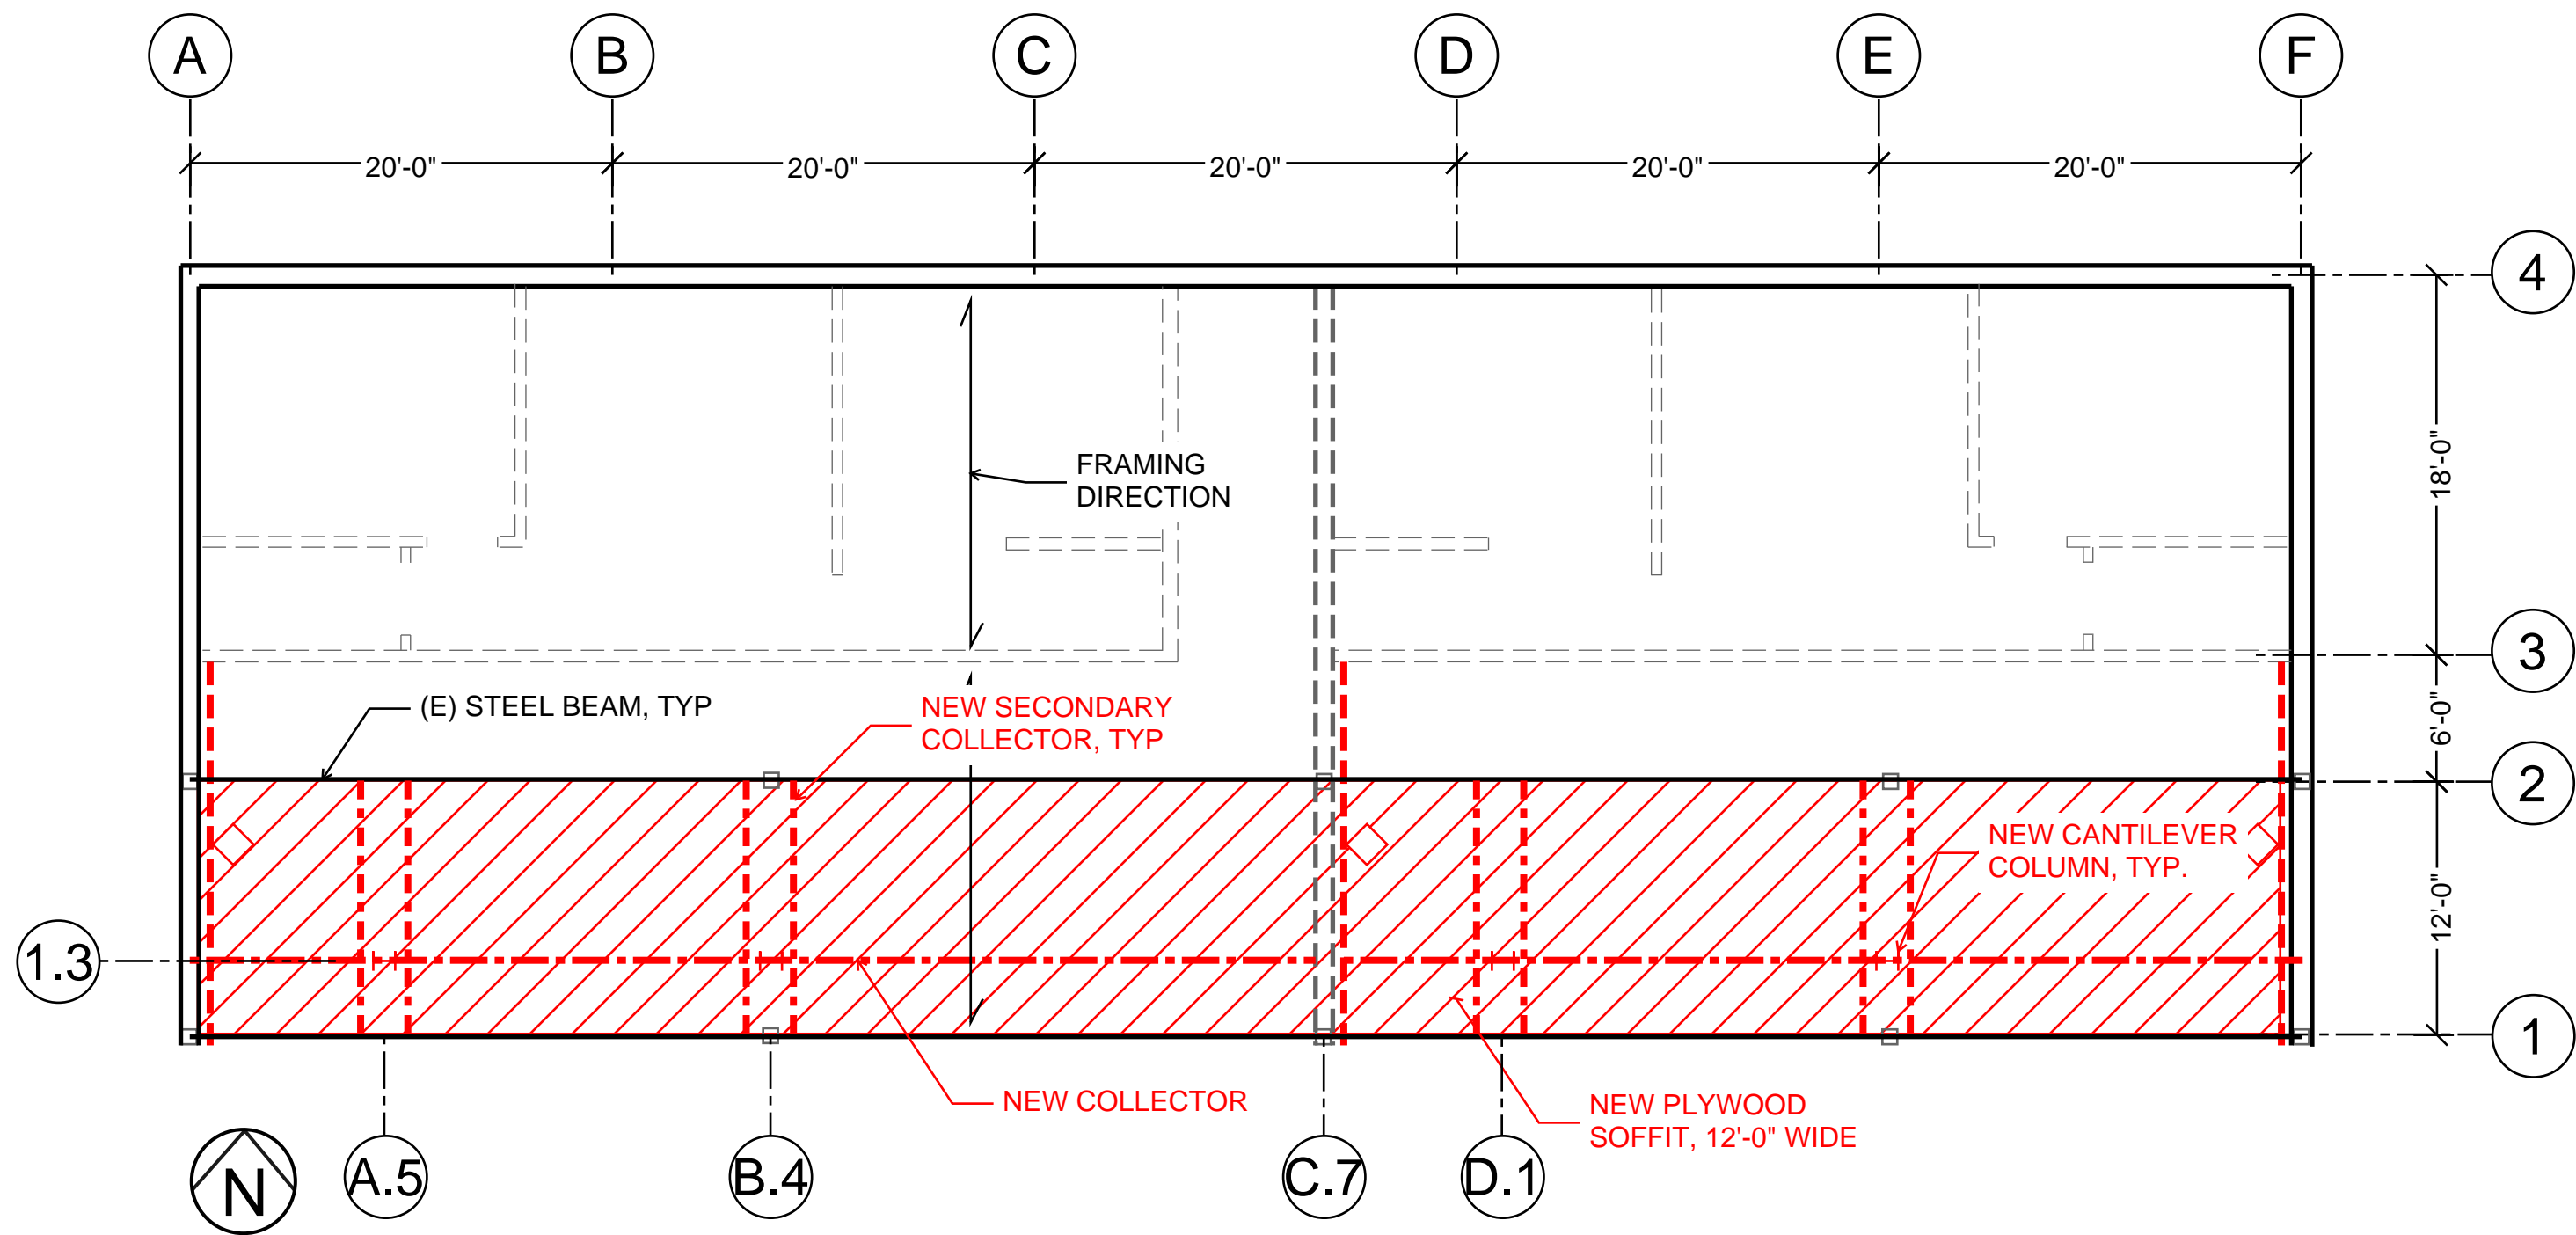 A
B
C
D
E
F
20'-0"
20'-0"
20'-0"
20'-0"
20'-0"
4
18'-0"
FRAMING
DIRECTION
3
6'-0"
(E) STEEL BEAM, TYP
NEW SECONDARY
COLLECTOR, TYP
2
NEW CANTILEVER
COLUMN, TYP.
12'-0"
1.3
1
NEW COLLECTOR
NEW PLYWOOD
SOFFIT, 12'-0" WIDE
N
A.5
B.4
C.7
D.1